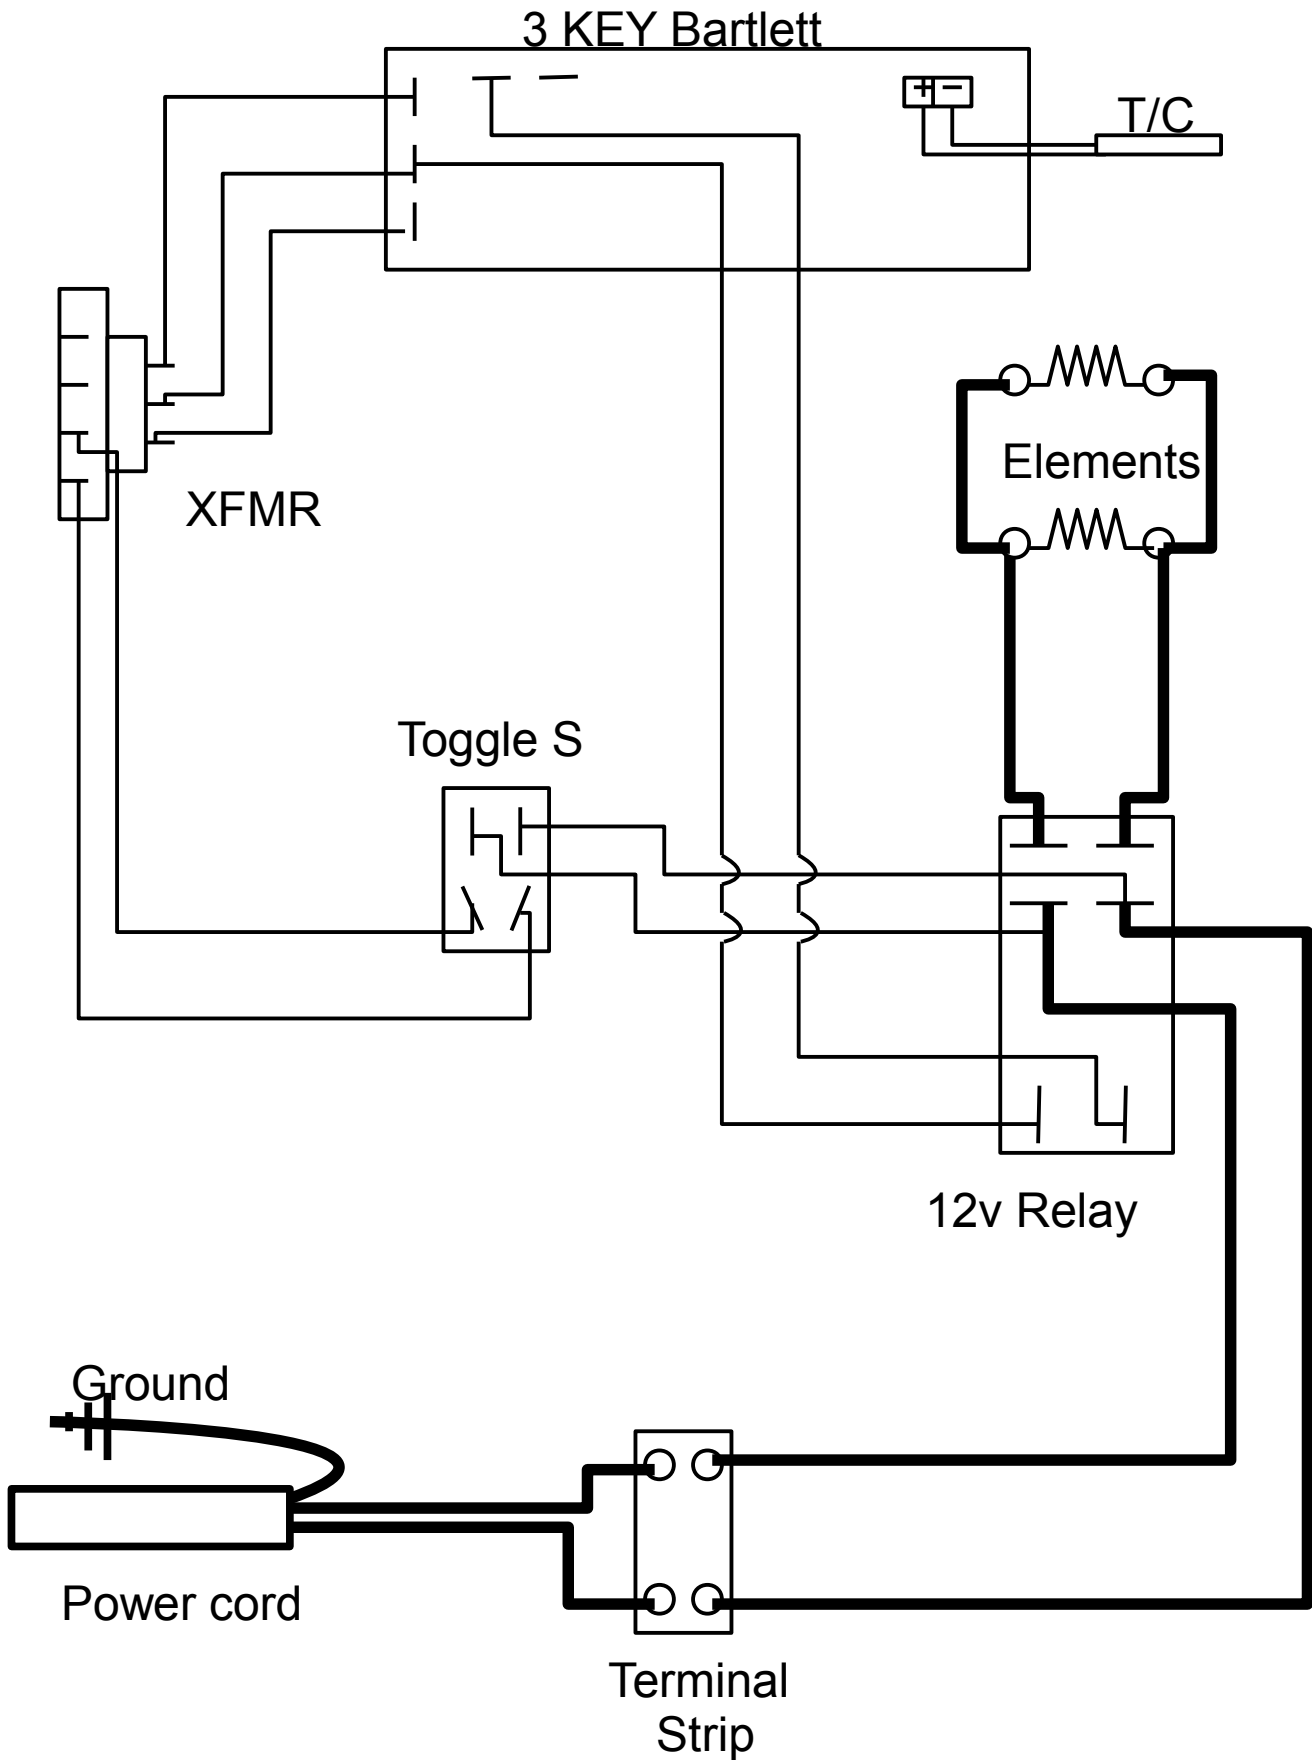 3 KEY Bartlett
+ −
T/C
Elements
XFMR
Toggle S
12v Relay
Ground
Power cord
Terminal
Strip